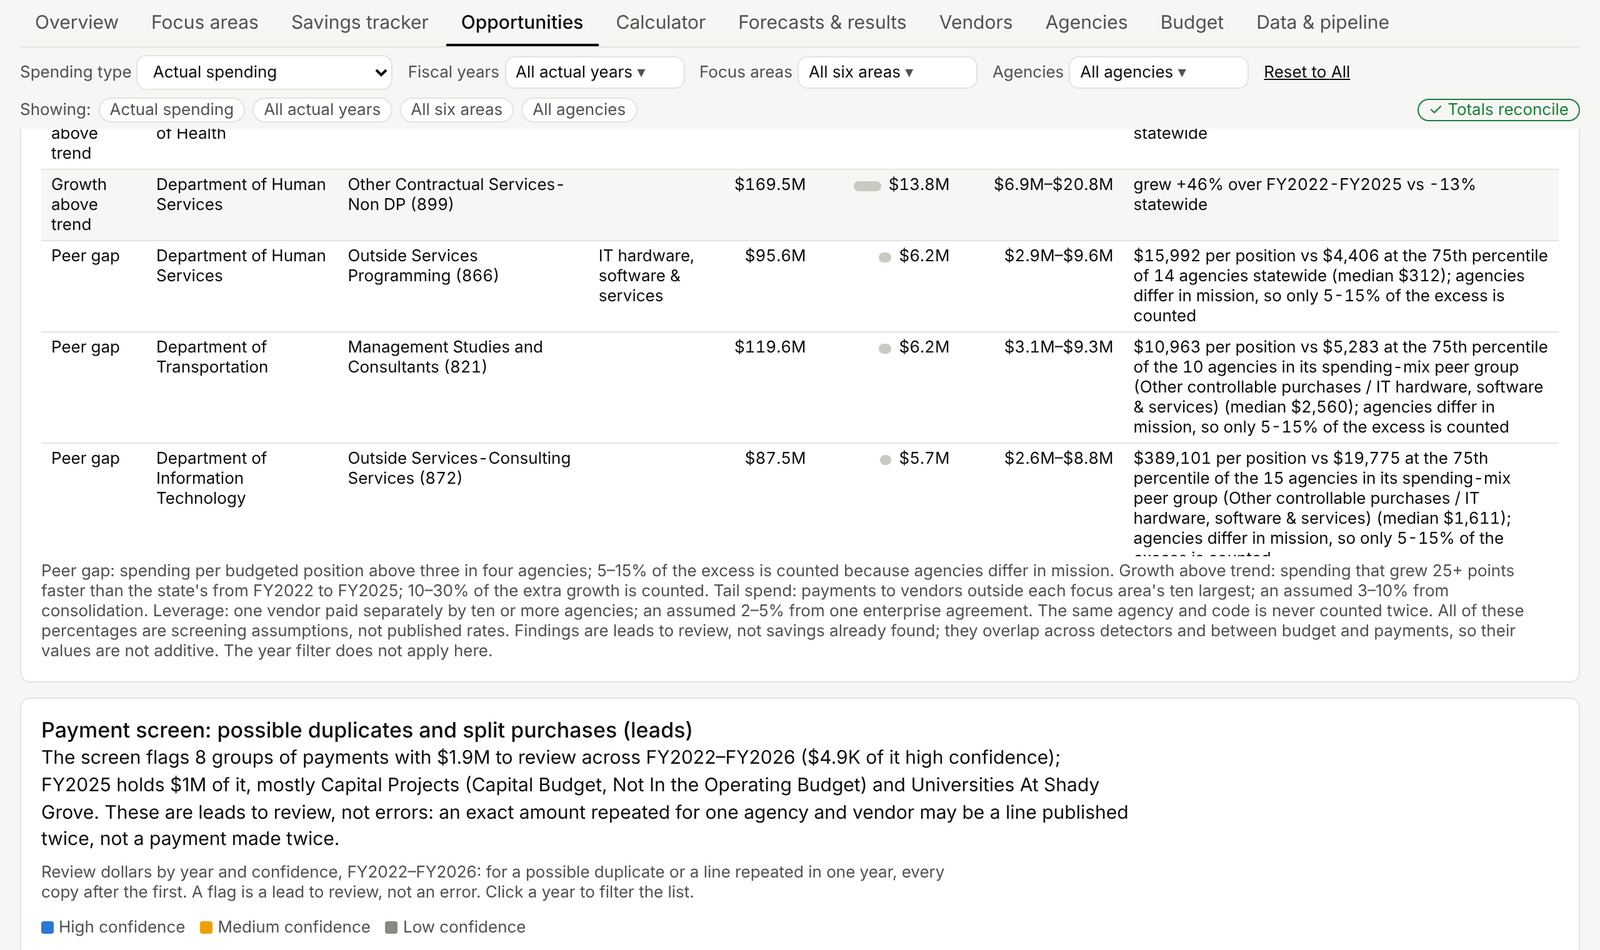 Overview Focus areas Savings tracker Opportunities Calculator Forecasts & results Vendors Agencies Budget Data & pipeline
Spending type Actual spending Fiscal years All actual years ▾ Focus areas All six areas ▾ Agencies All agencies ▾ Reset to All
Showing: Actual spending All actual years All six areas All agencies ✓ Totals reconcile
above
trend
of Health
statewide
Growth
above
trend
Department of Human
Services
Other Contractual Services-
Non DP (899)
$169.5M
$13.8M
$6.9M–$20.8M
grew +46% over FY2022-FY2025 vs -13%
statewide
Peer gap
Department of Human
Services
Outside Services
Programming (866)
IT hardware,
software &
services
$95.6M
$6.2M
$2.9M–$9.6M
$15,992 per position vs $4,406 at the 75th percentile
of 14 agencies statewide (median $312); agencies
differ in mission, so only 5-15% of the excess is
counted
Peer gap
Department of
Transportation
Management Studies and
Consultants (821)
$119.6M
$6.2M
$3.1M–$9.3M
$10,963 per position vs $5,283 at the 75th percentile
of the 10 agencies in its spending-mix peer group
(Other controllable purchases / IT hardware, software
& services) (median $2,560); agencies differ in
mission, so only 5-15% of the excess is counted
Peer gap
Department of
Information
Technology
Outside Services-Consulting
Services (872)
$87.5M
$5.7M
$2.6M–$8.8M
$389,101 per position vs $19,775 at the 75th
percentile of the 15 agencies in its spending-mix
peer group (Other controllable purchases / IT
hardware, software & services) (median $1,611);
agencies differ in mission, so only 5-15% of the
Peer gap: spending per budgeted position above three in four agencies; 5–15% of the excess is counted because agencies differ in mission. Growth above trend: spending that grew 25+ points
faster than the state's from FY2022 to FY2025; 10–30% of the extra growth is counted. Tail spend: payments to vendors outside each focus area's ten largest; an assumed 3–10% from
consolidation. Leverage: one vendor paid separately by ten or more agencies; an assumed 2–5% from one enterprise agreement. The same agency and code is never counted twice. All of these
percentages are screening assumptions, not published rates. Findings are leads to review, not savings already found; they overlap across detectors and between budget and payments, so their
values are not additive. The year filter does not apply here.
Payment screen: possible duplicates and split purchases (leads)
The screen flags 8 groups of payments with $1.9M to review across FY2022–FY2026 ($4.9K of it high confidence);
FY2025 holds $1M of it, mostly Capital Projects (Capital Budget, Not In the Operating Budget) and Universities At Shady
Grove. These are leads to review, not errors: an exact amount repeated for one agency and vendor may be a line published
twice, not a payment made twice.
Review dollars by year and confidence, FY2022–FY2026: for a possible duplicate or a line repeated in one year, every
copy after the first. A flag is a lead to review, not an error. Click a year to filter the list.
High confidence Medium confidence Low confidence